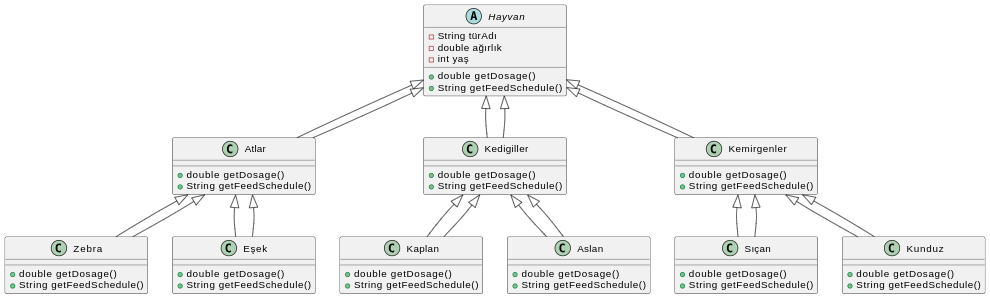 A Hayvan
String türAdı
double ağırlık
int yaş
double getDosage()
String getFeedSchedule()
C Atlar
double getDosage()
String getFeedSchedule()
C Kedigiller
double getDosage()
String getFeedSchedule()
C Kemirgenler
double getDosage()
String getFeedSchedule()
C Zebra
double getDosage()
String getFeedSchedule()
C Eşek
double getDosage()
String getFeedSchedule()
C Kaplan
double getDosage()
String getFeedSchedule()
C Aslan
double getDosage()
String getFeedSchedule()
C Sıçan
double getDosage()
String getFeedSchedule()
C Kunduz
double getDosage()
String getFeedSchedule()